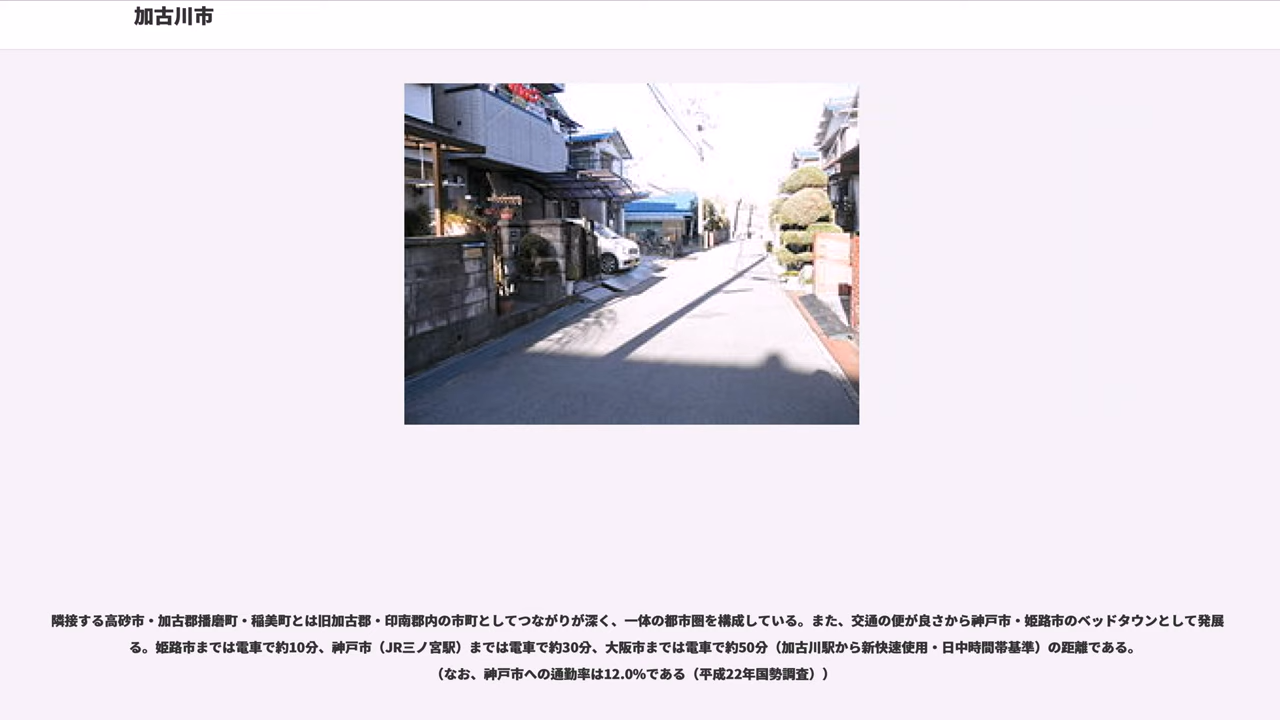 加古川市
隣接する高砂市・加古郡播磨町・稲美町とは旧加古郡・印南郡内の市町としてつながりが深く、一体の都市圏を構成している。また、交通の便が良さから神戸市・姫路市のベッドタウンとして発展
る。姫路市までは電車で約10分、神戸市（JR三ノ宮駅）までは電車で約30分、大阪市までは電車で約50分（加古川駅から新快速使用・日中時間帯基準）の距離である。
（なお、神戸市への通勤率は12.0%である（平成22年国勢調査））